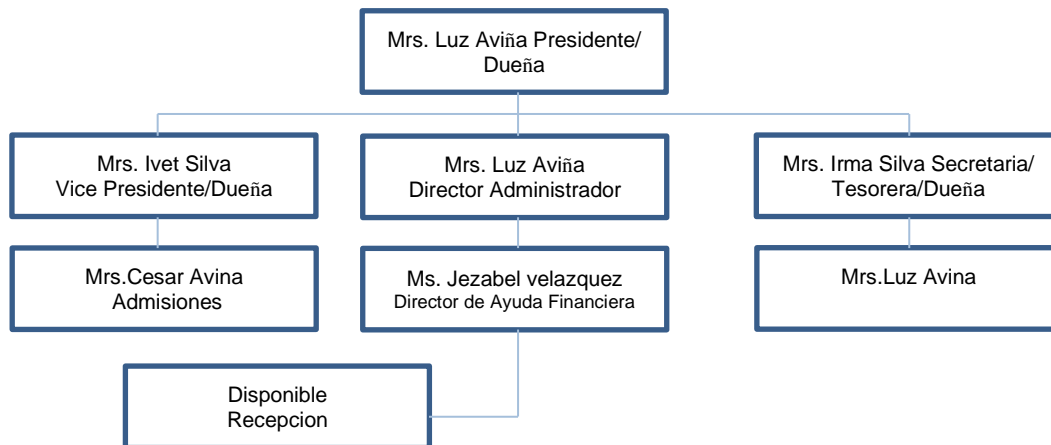 Mrs. Luz Aviña Presidente/
Dueña
Mrs. Ivet Silva
Vice Presidente/Dueña
Mrs. Luz Aviña
Director Administrador
Mrs. Irma Silva Secretaria/
Tesorera/Dueña
Mrs.Cesar Avina
Admisiones
Ms. Jezabel velazquez
Director de Ayuda Financiera
Mrs.Luz Avina
Disponible
Recepcion